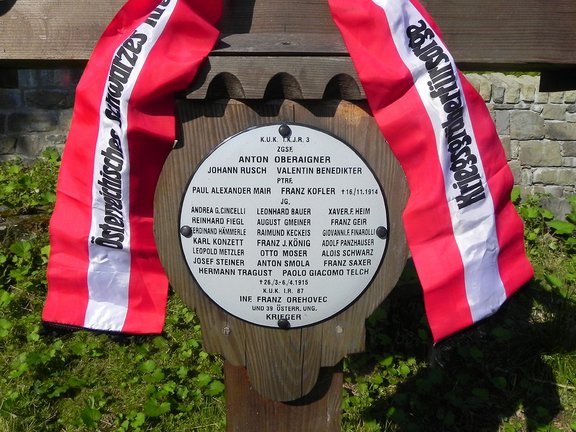 Österreichisches schwarzes
Kriegsgräberfürsorge
K.U.K. T.K.J.R. 3
ZGSF.
ANTON OBERAIGNER
JOHANN RUSCH VALENTIN BENEDIKTER
PTRF.
PAUL ALEXANDER MAIR FRANZ KOFLER †16/11.1914
JG.
ANDREA G.CINCELLI LEONHARD BAUER XAVER.F. HEIM
REINHARD FIEGL AUGUST GMEINER FRANZ GEIR
FERDINAND HÄMMERLE RAIMUND KECKEIS GIOVANNI.F. FINAROLLI
KARL KONZETT FRANZ J.KÖNIG ADOLF PANZHAUSER
LEOPOLD METZLER OTTO MOSER ALOIS SCHWARZ
JOSEF STEINER ANTON SMOLA FRANZ SAXER
HERMANN TRAGUST PAOLO GIACOMO TELCH
†26./3.-6./4.1915
K.U.K. I.R. 87
INF. FRANZ OREHOVEC
UND 39 ÖSTERR. UNG.
KRIEGER